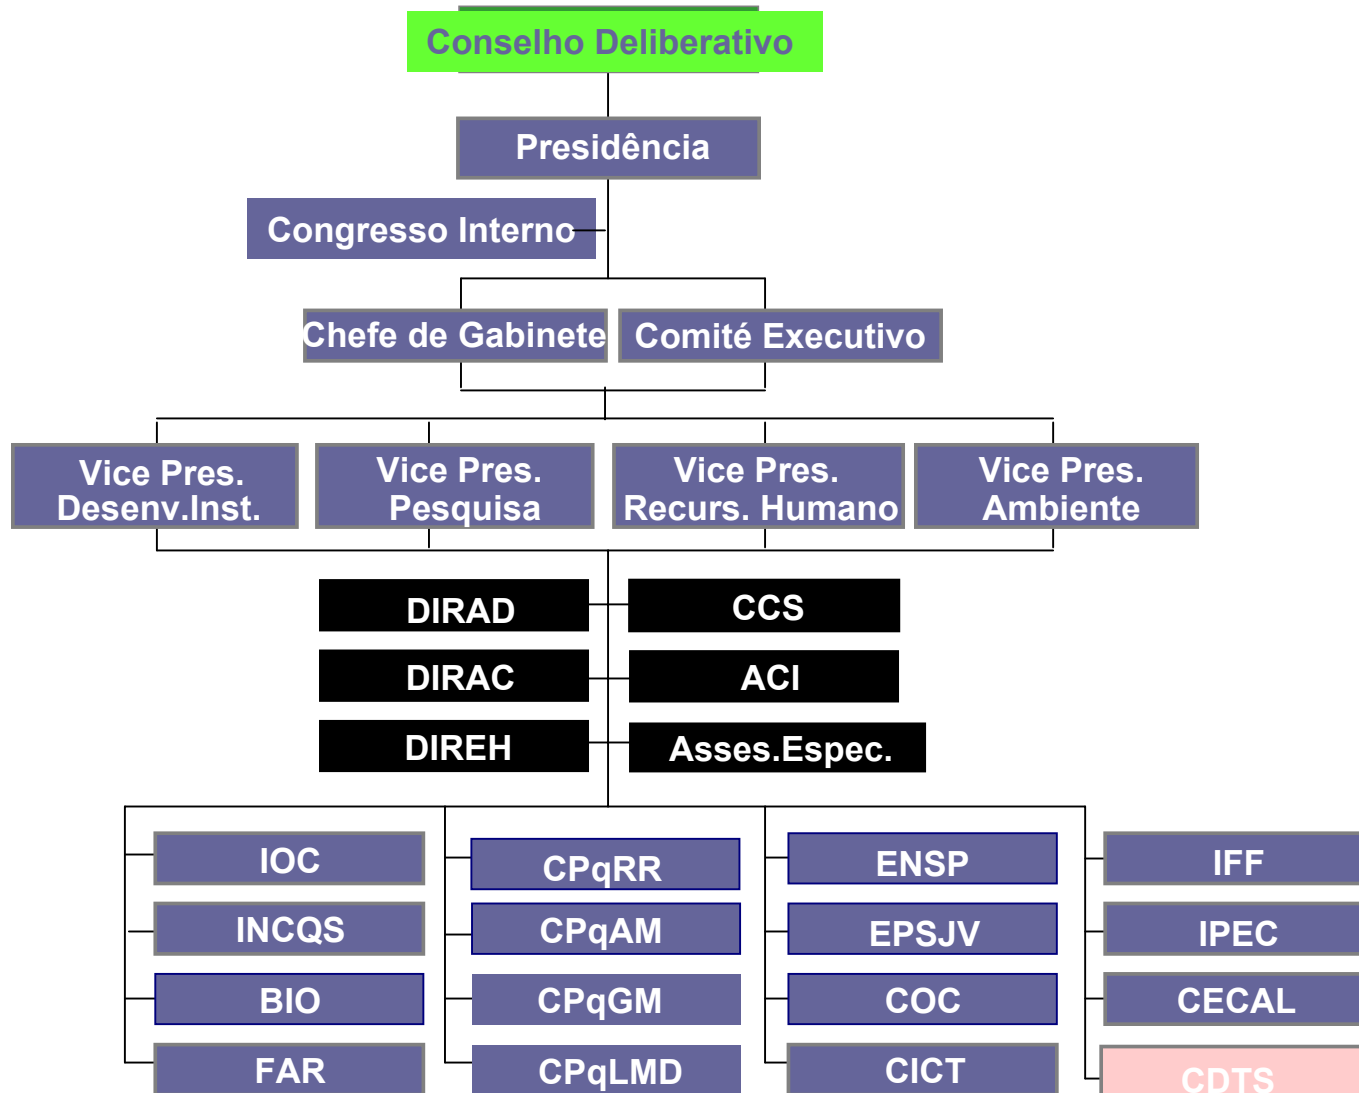 Conselho Deliberativo
Presidência
Congresso Interno
Chefe de Gabinete
Comité Executivo
Vice Pres.
Desenv.Inst.
Vice Pres.
Pesquisa
Vice Pres.
Recurs. Humano
Vice Pres.
Ambiente
DIRAD
CCS
DIRAC
ACI
DIREH
Asses.Espec.
IOC
CPqRR
ENSP
IFF
INCQS
CPqAM
EPSJV
IPEC
BIO
CPqGM
COC
CECAL
FAR
CPqLMD
CICT
CDTS